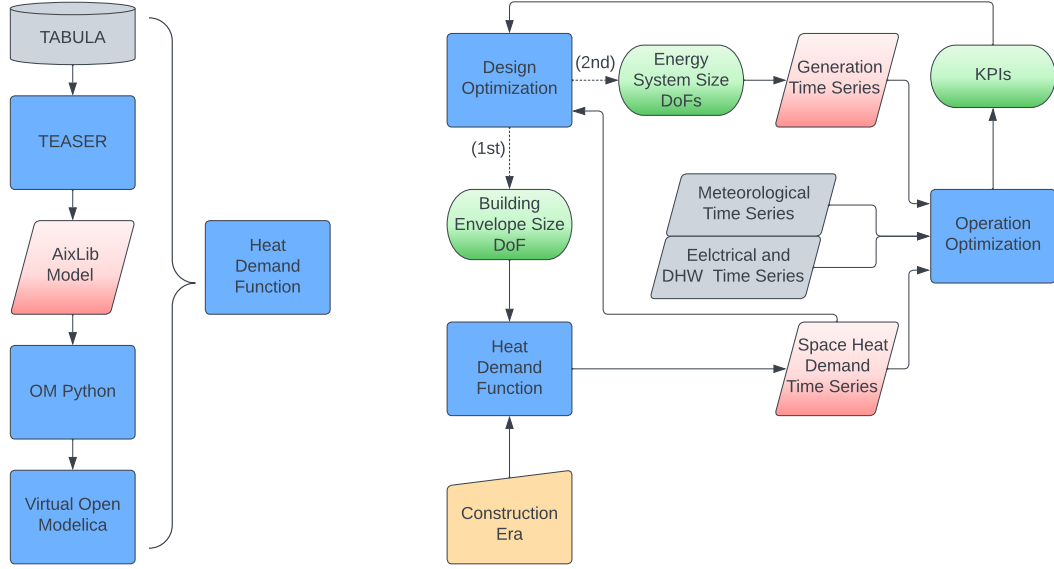 TABULA
TEASER
AixLib
Model
OM Python
Virtual Open
Modelica
Heat
Demand
Function
Design
Optimization
(2nd)
Energy
System Size
DoFs
Generation
Time Series
KPIs
(1st)
Building
Envelope Size
DoF
Meteorological
Time Series
Eelctrical and
DHW  Time Series
Operation
Optimization
Heat
Demand
Function
Space Heat
Demand
Time Series
Construction
Era